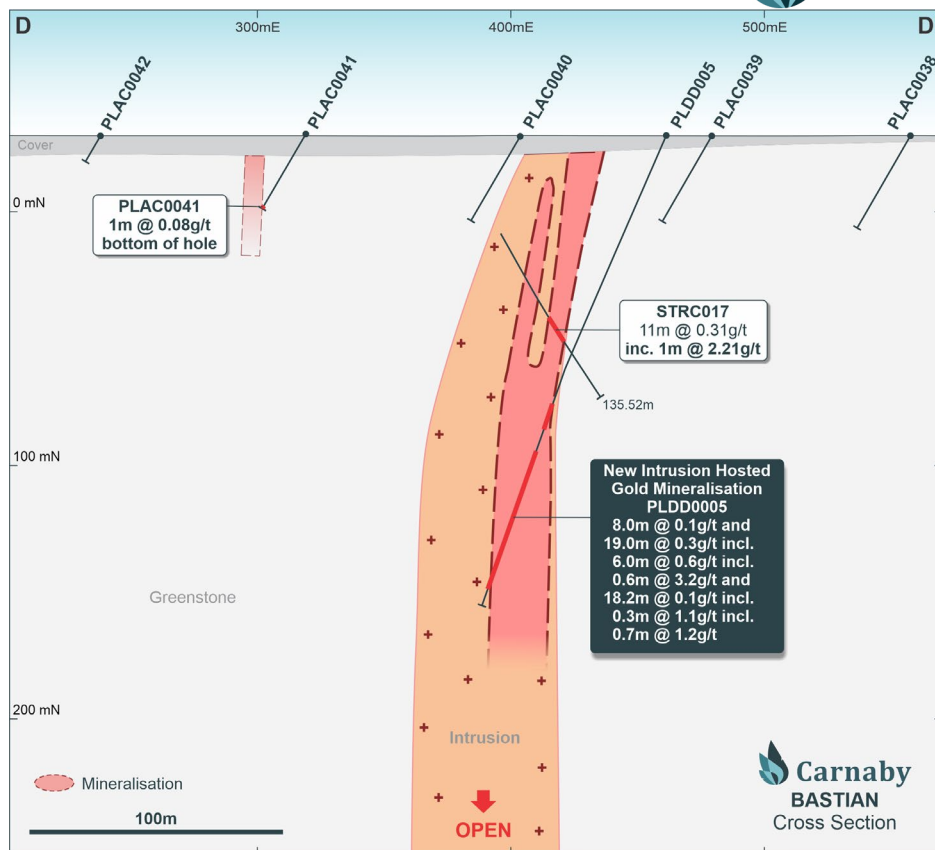 D
300mE
400mE
500mE
D
PLAC0042
PLAC0041
PLAC0040
PLDD005
PLAC0039
PLAC0038
Cover
0 mN
PLAC0041
1m @ 0.08g/t
bottom of hole
STRC017
11m @ 0.31g/t
inc. 1m @ 2.21g/t
135.52m
100 mN
New Intrusion Hosted
Gold Mineralisation
PLDD0005
8.0m @ 0.1g/t and
19.0m @ 0.3g/t incl.
6.0m @ 0.6g/t incl.
0.6m @ 3.2g/t and
18.2m @ 0.1g/t incl.
0.3m @ 1.1g/t incl.
0.7m @ 1.2g/t
Greenstone
200 mN
Intrusion
Mineralisation
100m
OPEN
Carnaby
BASTIAN
Cross Section